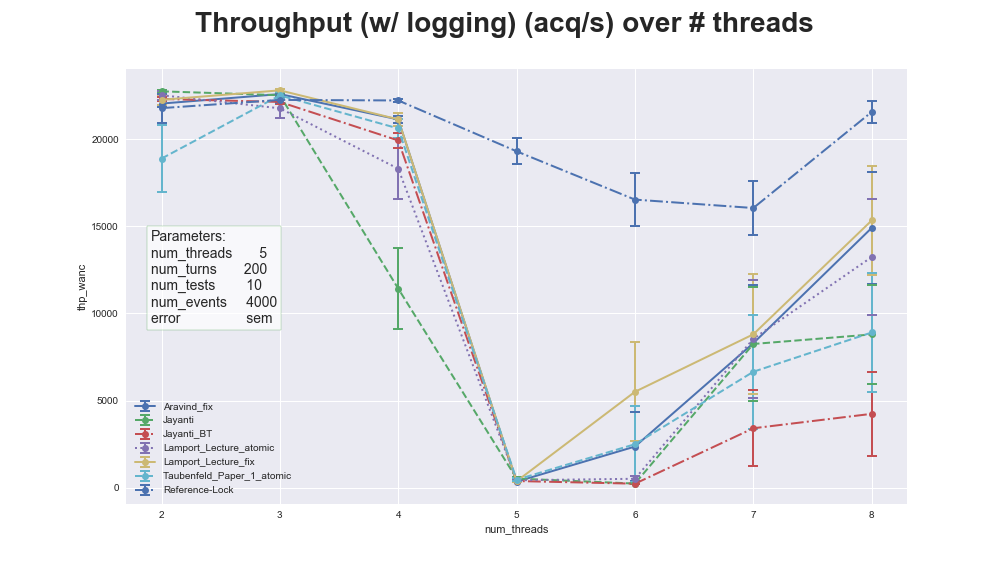 Throughput (w/ logging) (acq/s) over # threads
thp_wanc
20000
15000
10000
5000
0
Parameters:
num_threads 5
num_turns 200
num_tests 10
num_events 4000
error sem
Aravind_fix
Jayanti
Jayanti_BT
Lamport_Lecture_atomic
Lamport_Lecture_fix
Taubenfeld_Paper_1_atomic
Reference-Lock
2 3 4 5 6 7 8
num_threads